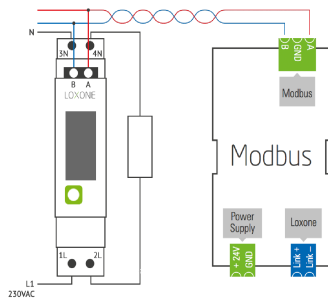 N
3N 4N
B A
LOXONE
1L 2L
L1
230VAC
B
GND
A
Modbus
Modbus
Power
Supply
Loxone
+ 24V
GND
Link +
Link –